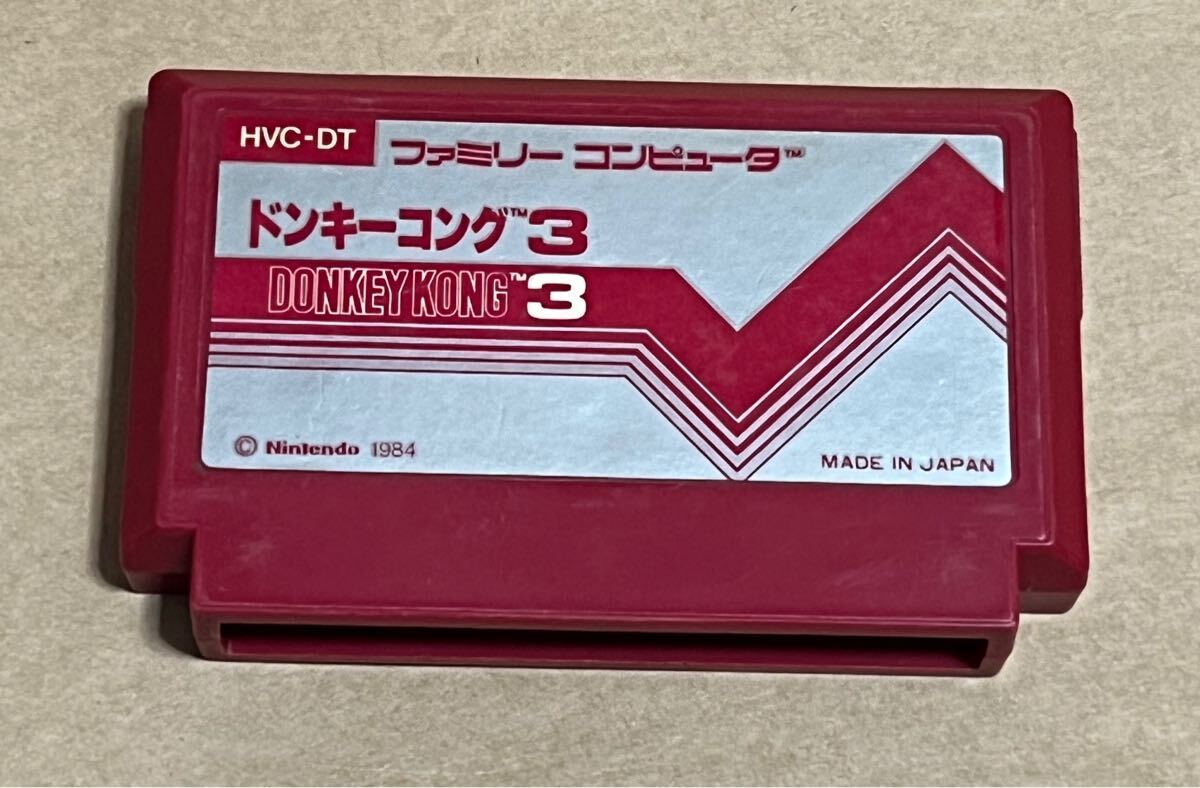 HVC-DT
ファミリー コンピュータ™
ドンキーコング™3
DONKEY KONG™3
© Nintendo 1984
MADE IN JAPAN